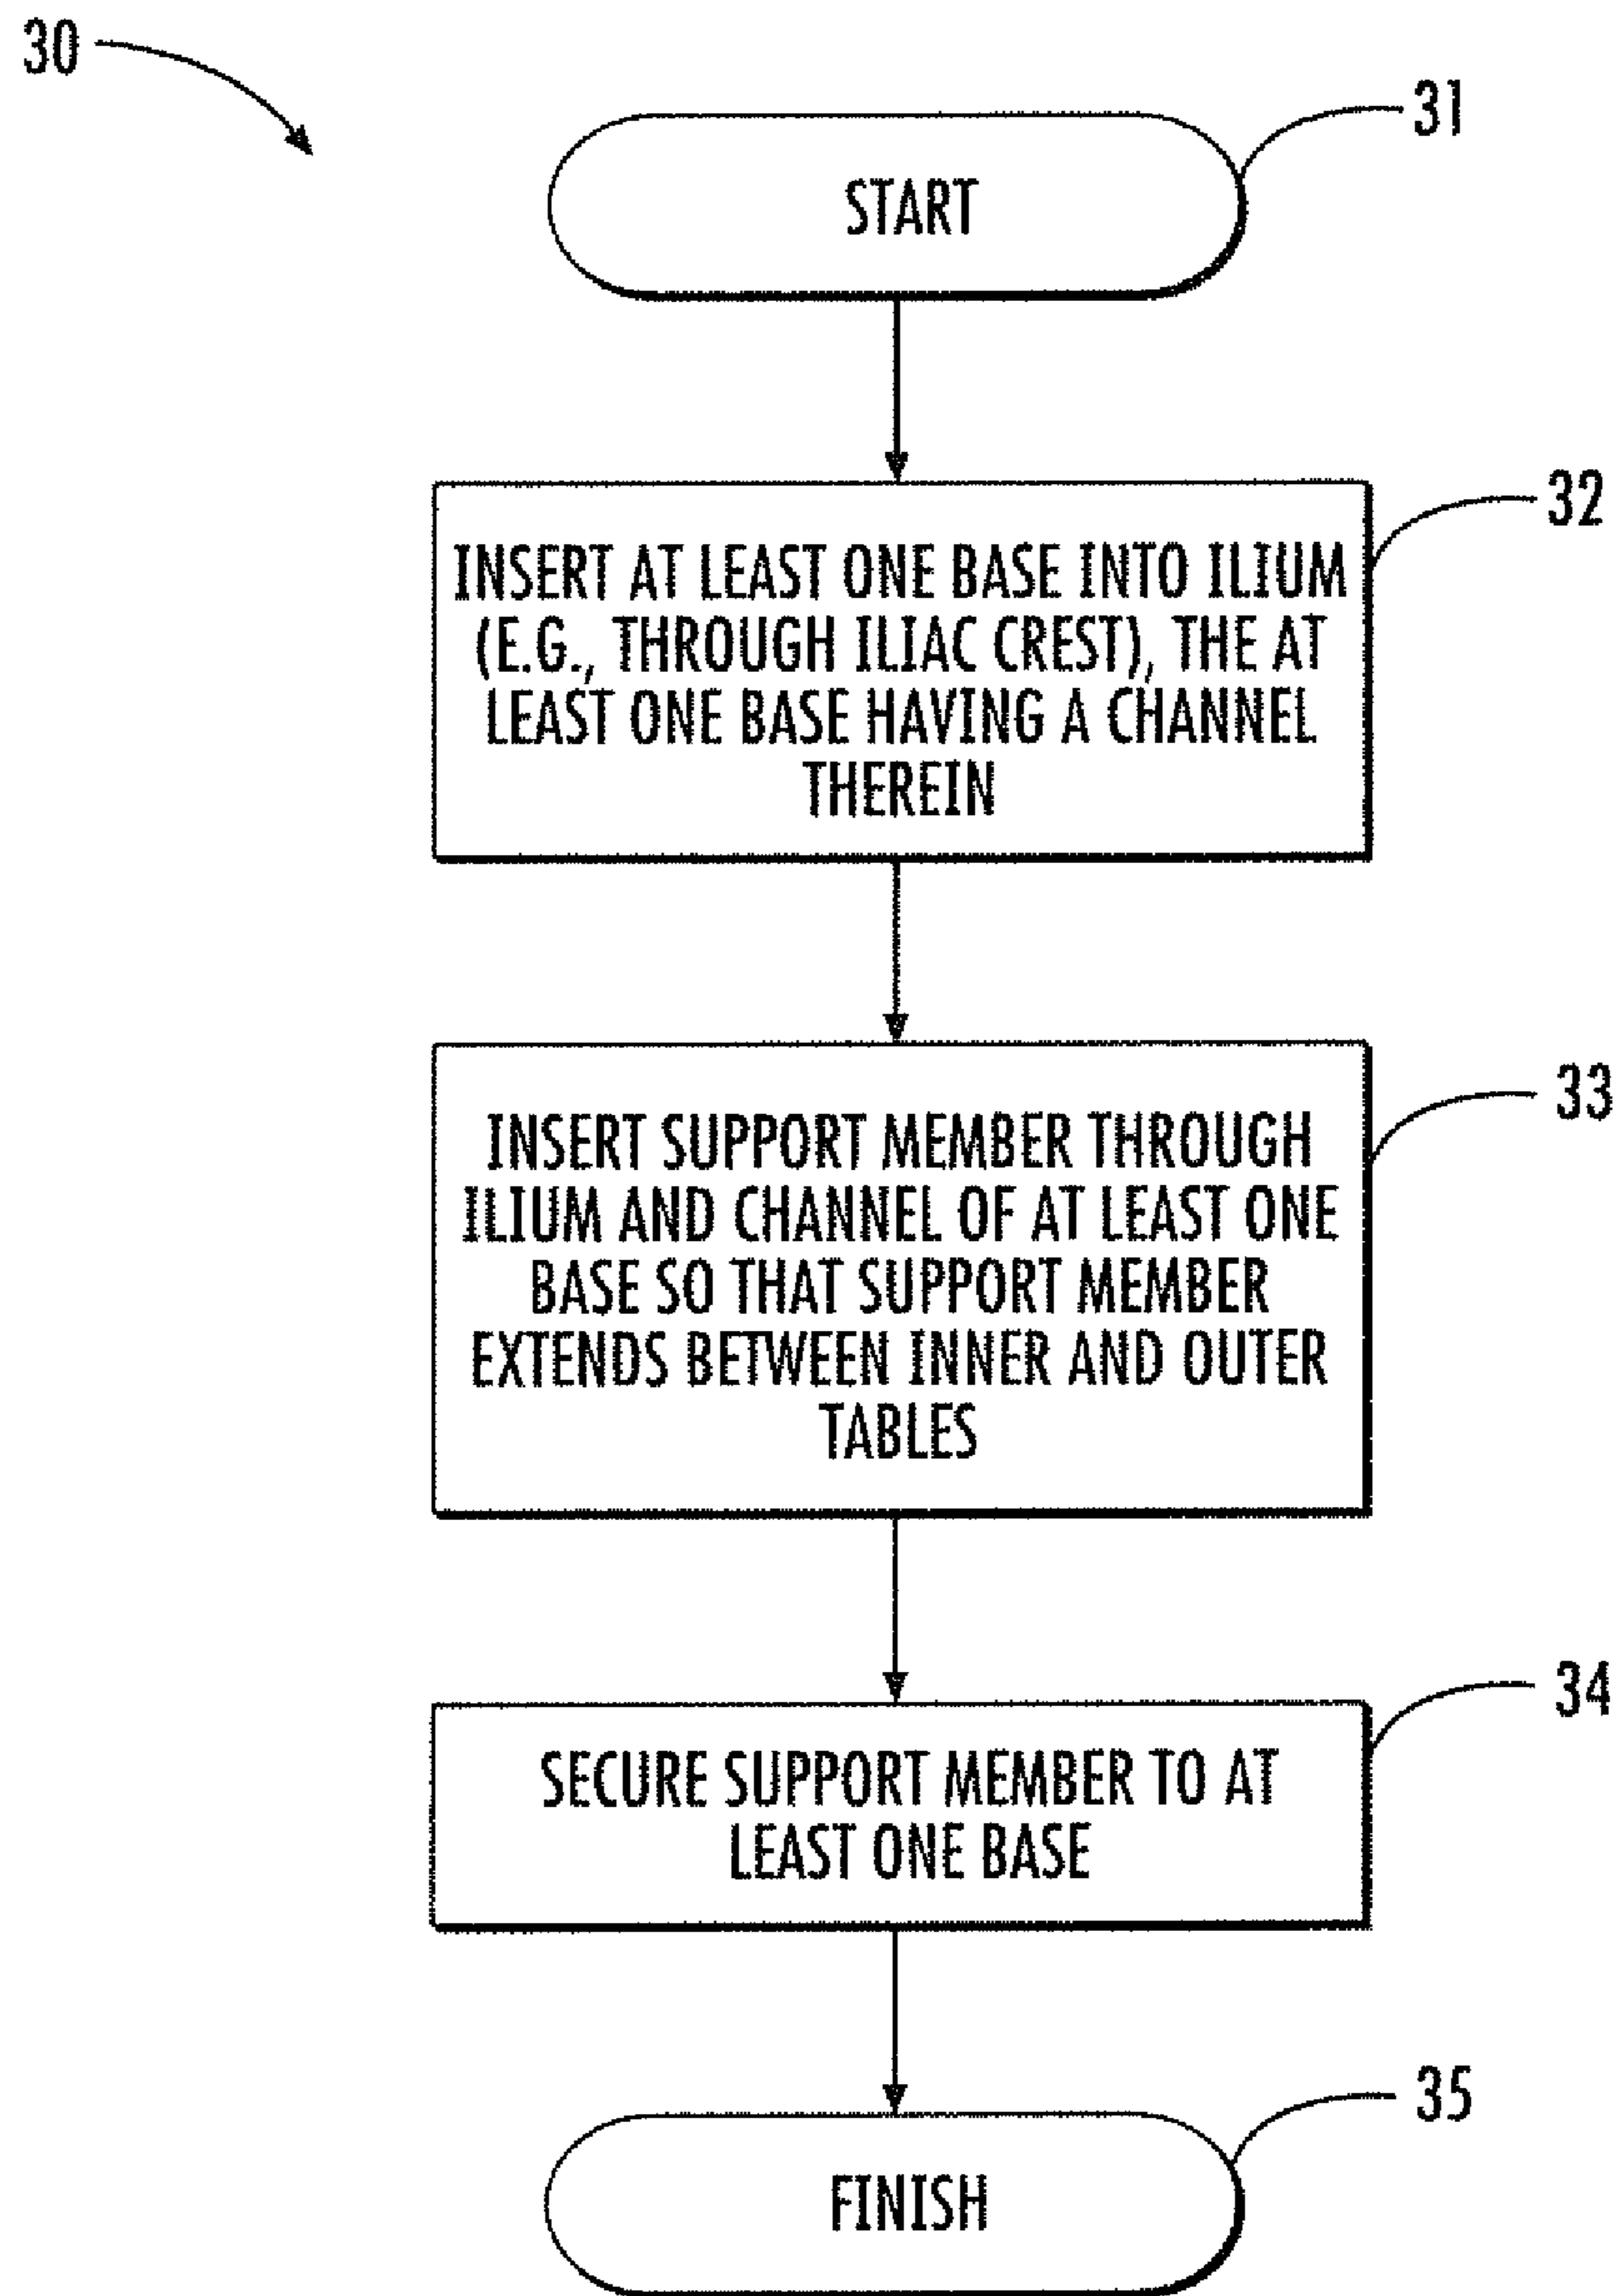 30
31
START
32
INSERT AT LEAST ONE BASE INTO ILIUM
(E.G., THROUGH ILIAC CREST), THE AT
LEAST ONE BASE HAVING A CHANNEL
THEREIN
33
INSERT SUPPORT MEMBER THROUGH
ILIUM AND CHANNEL OF AT LEAST ONE
BASE SO THAT SUPPORT MEMBER
EXTENDS BETWEEN INNER AND OUTER
TABLES
34
SECURE SUPPORT MEMBER TO AT
LEAST ONE BASE
35
FINISH